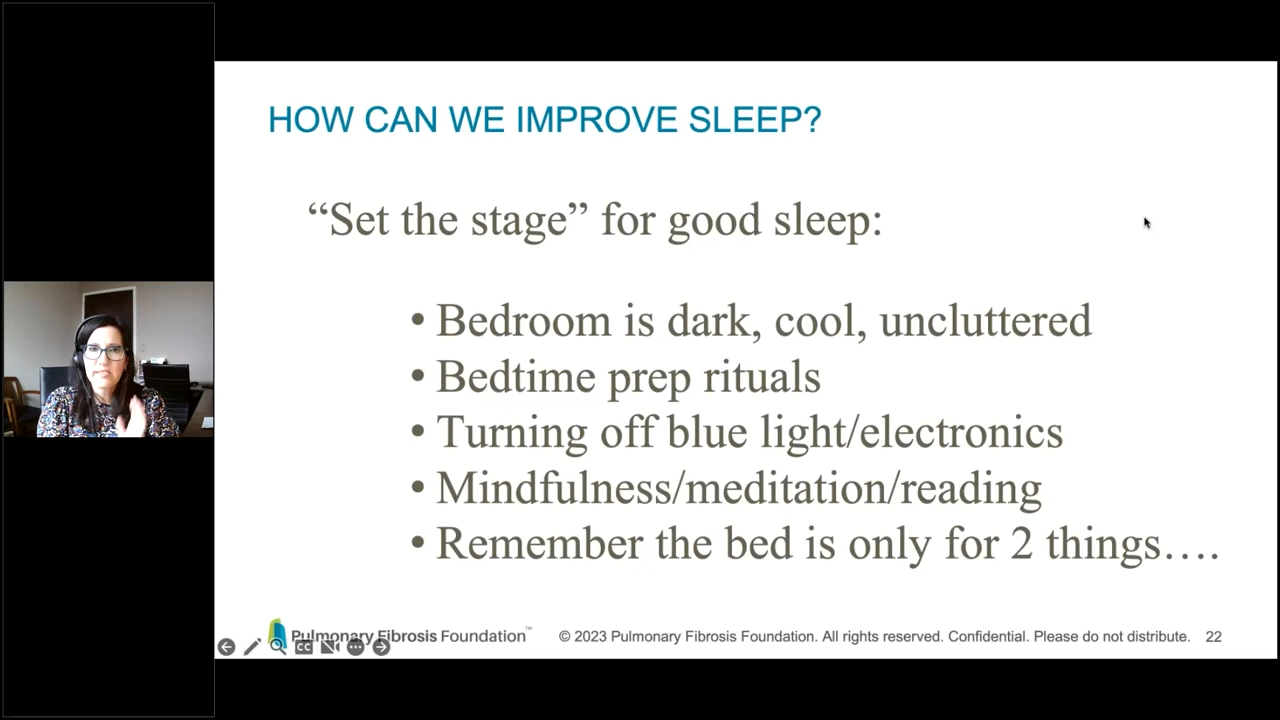 HOW CAN WE IMPROVE SLEEP?
“Set the stage” for good sleep:
• Bedroom is dark, cool, uncluttered
• Bedtime prep rituals
• Turning off blue light/electronics
• Mindfulness/meditation/reading
• Remember the bed is only for 2 things….
Pulmonary Fibrosis Foundation™ © 2023 Pulmonary Fibrosis Foundation. All rights reserved. Confidential. Please do not distribute. 22
CC